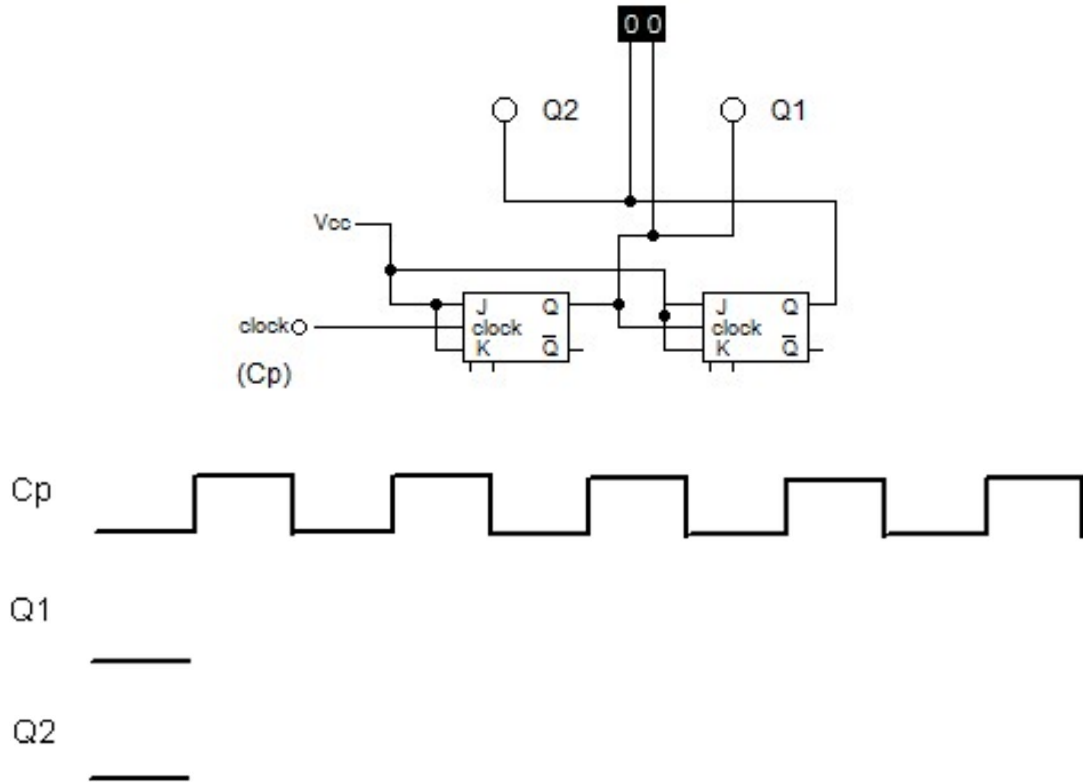 0 0
Q2
Q1
Vcc
J Q
clock
K Q̅
J Q
clock
K Q̅
clock
(Cp)
Cp
Q1
Q2